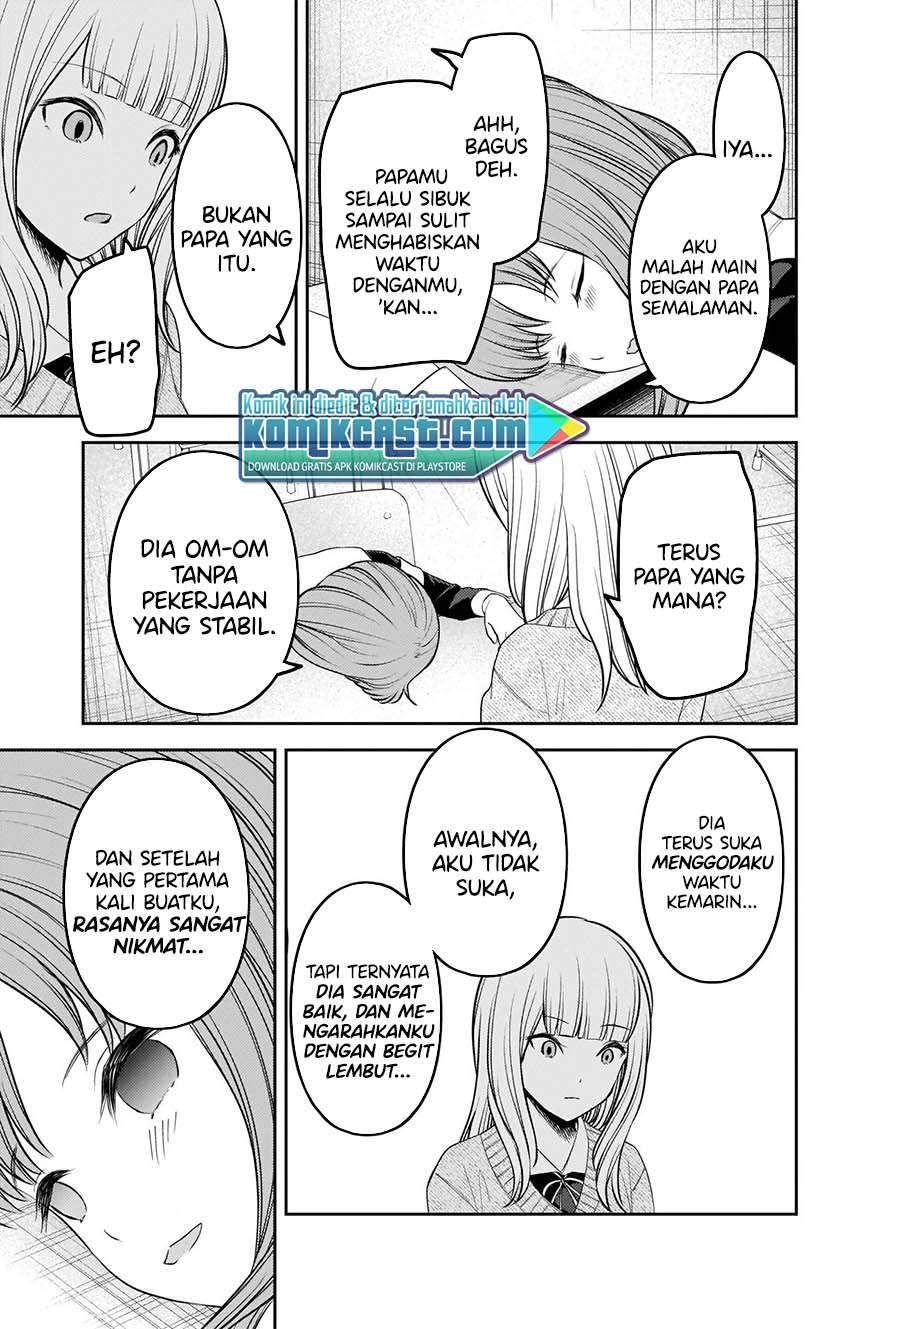 IYA...
AKU
MALAH MAIN
DENGAN PAPA
SEMALAMAN.
AHH,
BAGUS
DEH.
PAPAMU
SELALU SIBUK
SAMPAI SULIT
MENGHABISKAN
WAKTU
DENGANMU,
'KAN...
BUKAN
PAPA YANG
ITU.
EH?
Komik ini diedit & diterjemahkan oleh
KOMIKCAST.COM
DOWNLOAD GRATIS APK KOMIKCAST DI PLAYSTORE
TERUS
PAPA YANG
MANA?
DIA OM-OM
TANPA
PEKERJAAN
YANG STABIL.
DIA
TERUS SUKA
MENGGODAKU
WAKTU
KEMARIN...
AWALNYA,
AKU TIDAK
SUKA,
TAPI TERNYATA
DIA SANGAT
BAIK, DAN ME-
NGARAHKANKU
DENGAN BEGIT
LEMBUT...
DAN SETELAH
YANG PERTAMA
KALI BUATKU,
RASANYA SANGAT
NIKMAT...